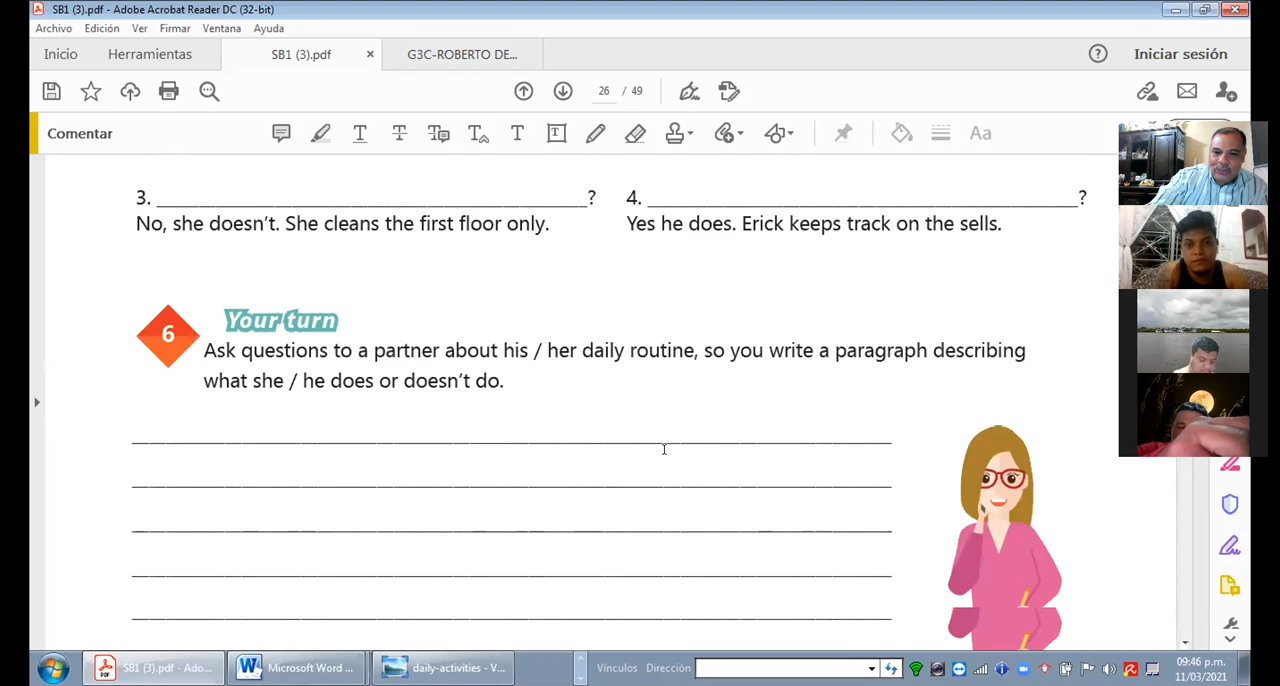 SB1 (3).pdf - Adobe Acrobat Reader DC (32-bit)
Archivo Edición Ver Firmar Ventana Ayuda
Inicio Herramientas SB1 (3).pdf × G3C-ROBERTO DE... ? Iniciar sesión
26 / 49
Comentar
3. ______________________________________________?
No, she doesn't. She cleans the first floor only.
4. ______________________________________________?
Yes he does. Erick keeps track on the sells.
6 Your turn
Ask questions to a partner about his / her daily routine, so you write a paragraph describing
what she / he does or doesn't do.
SB1 (3).pdf - Ado... Microsoft Word ... daily-activities - V... Vínculos Dirección 09:46 p.m.
11/03/2021